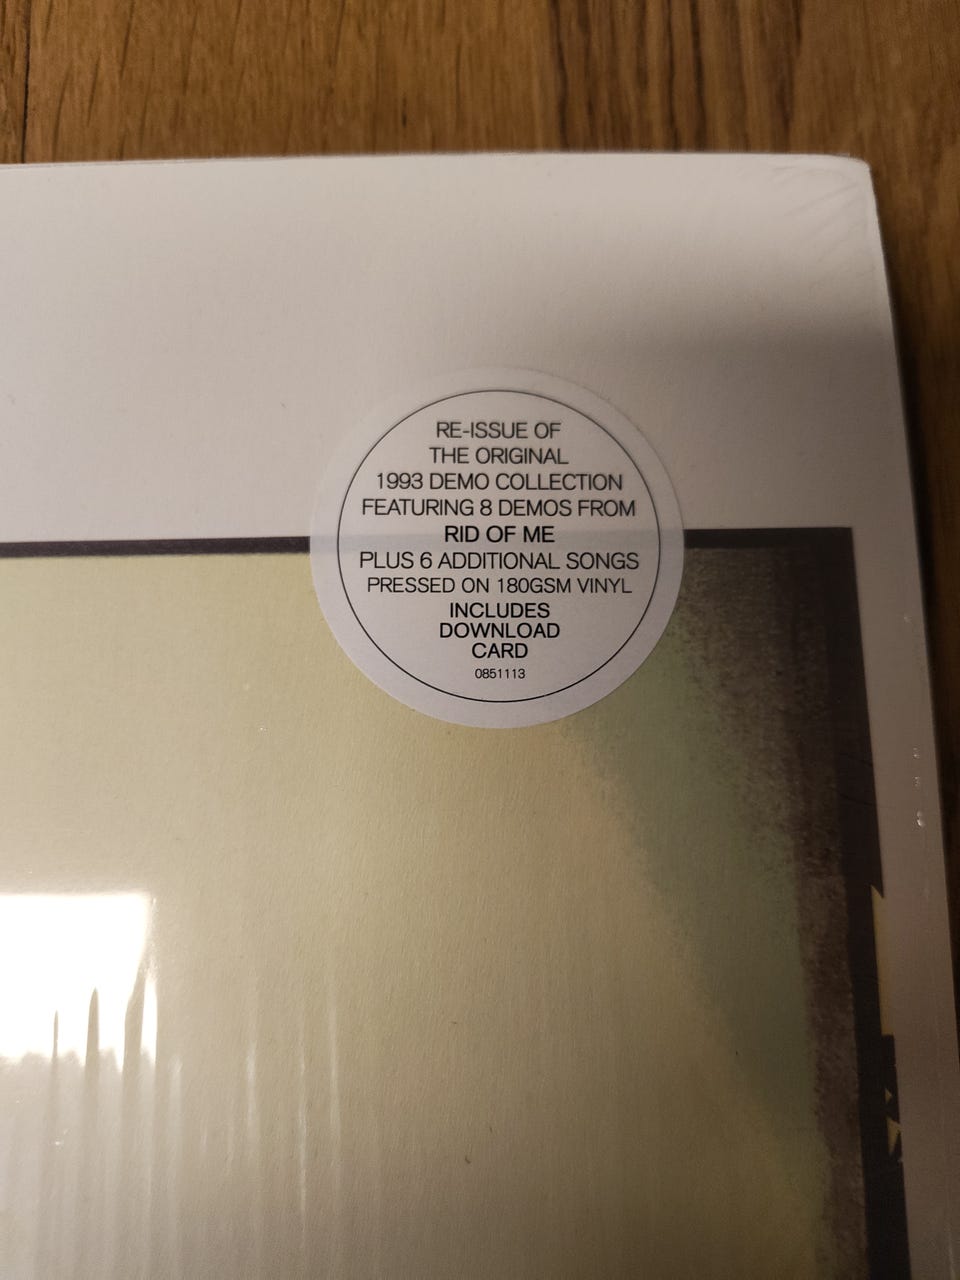 RE-ISSUE OF
THE ORIGINAL
1993 DEMO COLLECTION
FEATURING 8 DEMOS FROM
RID OF ME
PLUS 6 ADDITIONAL SONGS
PRESSED ON 180GSM VINYL
INCLUDES
DOWNLOAD
CARD
0851113